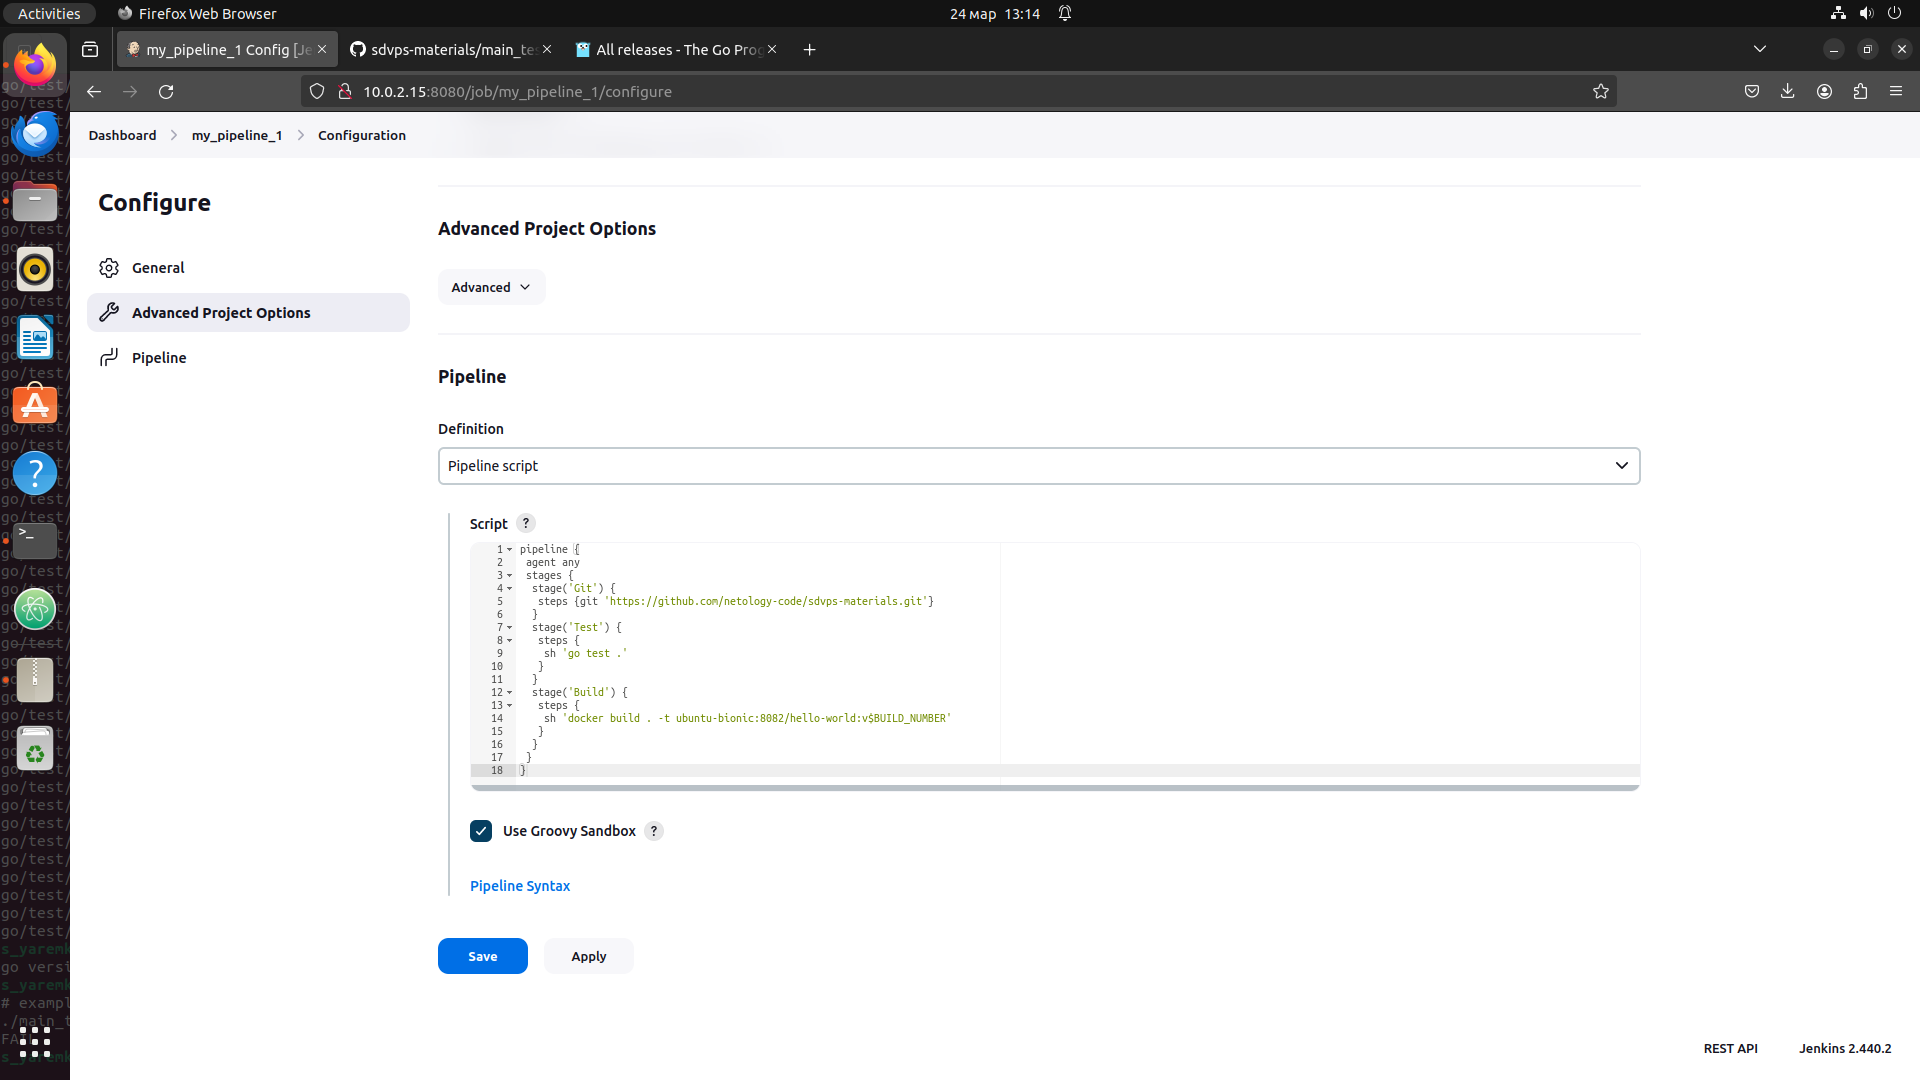 Activities
Firefox Web Browser
24 мар 13:14
my_pipeline_1 Config [Je
sdvps-materials/main_te
All releases - The Go Prog
10.0.2.15:8080/job/my_pipeline_1/configure
Dashboard
my_pipeline_1
Configuration
Configure
General
Advanced Project Options
Pipeline
Advanced Project Options
Advanced
Pipeline
Definition
Pipeline script
Script ?
1 pipeline {
2 agent any
3 stages {
4 stage('Git') {
5 steps {git 'https://github.com/netology-code/sdvps-materials.git'}
6 }
7 stage('Test') {
8 steps {
9 sh 'go test .'
10 }
11 }
12 stage('Build') {
13 steps {
14 sh 'docker build . -t ubuntu-bionic:8082/hello-world:v$BUILD_NUMBER'
15 }
16 }
17 }
18 }
Use Groovy Sandbox ?
Pipeline Syntax
Save
Apply
REST API
Jenkins 2.440.2
go versi
# exampl
./main_t